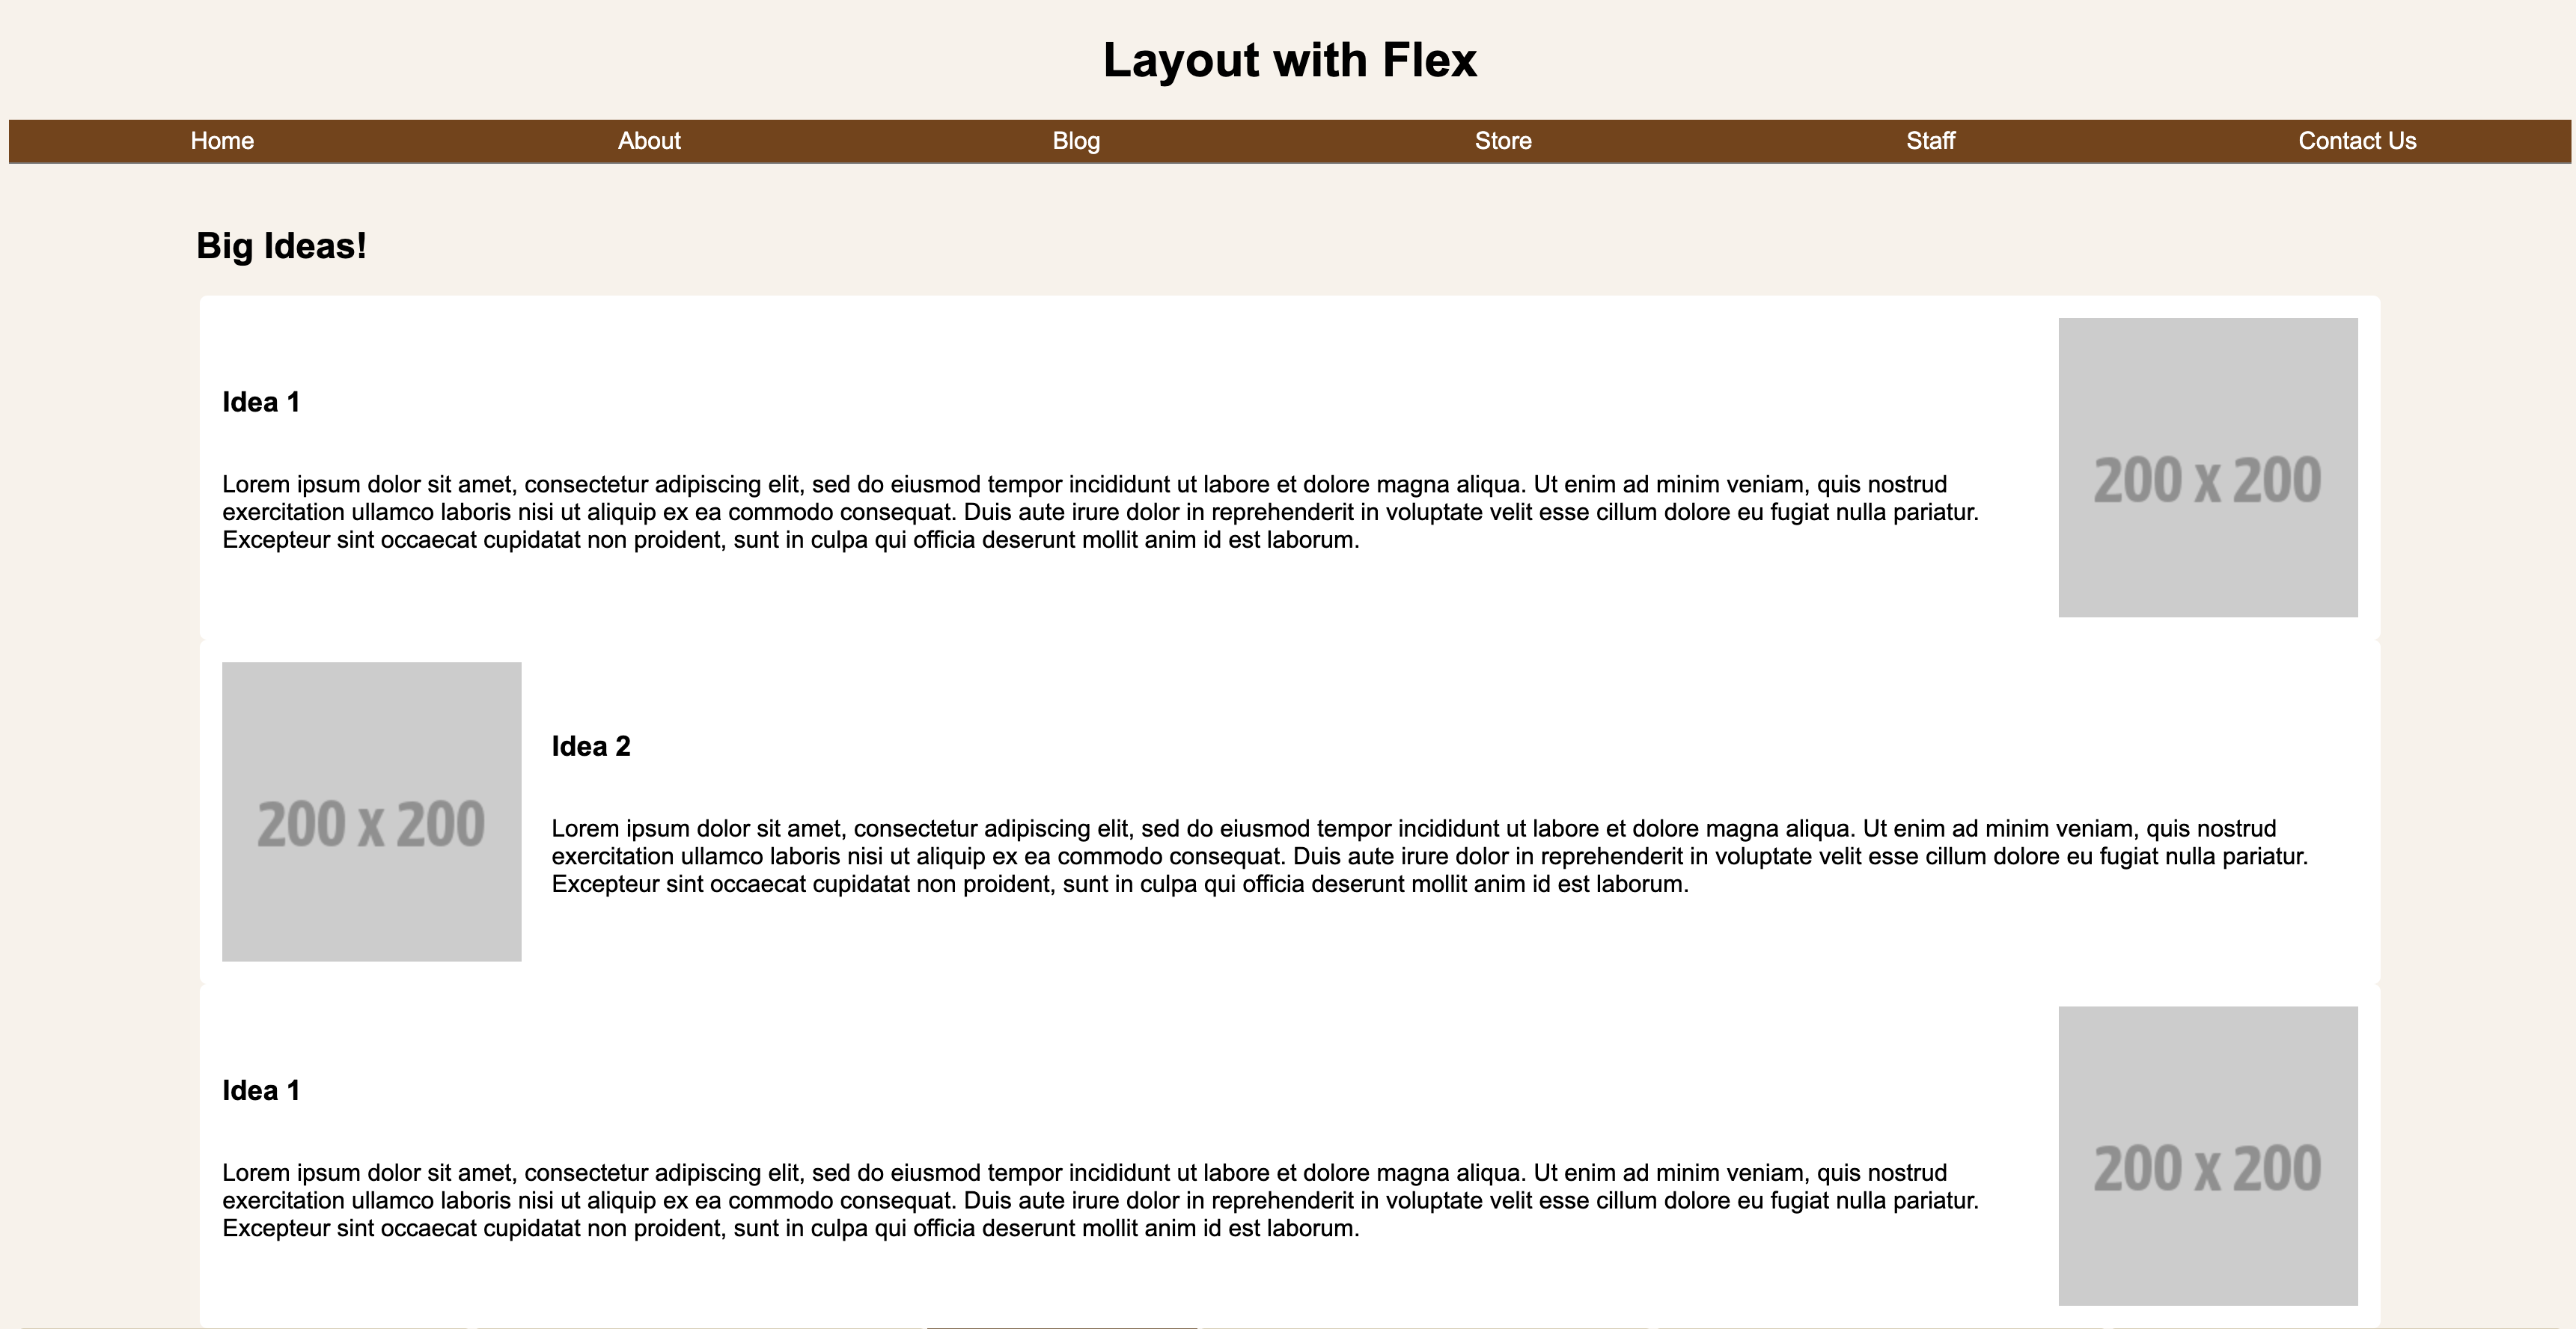 Layout with Flex
Home About Blog Store Staff Contact Us
Big Ideas!
Idea 1
Lorem ipsum dolor sit amet, consectetur adipiscing elit, sed do eiusmod tempor incididunt ut labore et dolore magna aliqua. Ut enim ad minim veniam, quis nostrud
exercitation ullamco laboris nisi ut aliquip ex ea commodo consequat. Duis aute irure dolor in reprehenderit in voluptate velit esse cillum dolore eu fugiat nulla pariatur.
Excepteur sint occaecat cupidatat non proident, sunt in culpa qui officia deserunt mollit anim id est laborum.
200 x 200
200 x 200
Idea 2
Lorem ipsum dolor sit amet, consectetur adipiscing elit, sed do eiusmod tempor incididunt ut labore et dolore magna aliqua. Ut enim ad minim veniam, quis nostrud
exercitation ullamco laboris nisi ut aliquip ex ea commodo consequat. Duis aute irure dolor in reprehenderit in voluptate velit esse cillum dolore eu fugiat nulla pariatur.
Excepteur sint occaecat cupidatat non proident, sunt in culpa qui officia deserunt mollit anim id est laborum.
Idea 1
Lorem ipsum dolor sit amet, consectetur adipiscing elit, sed do eiusmod tempor incididunt ut labore et dolore magna aliqua. Ut enim ad minim veniam, quis nostrud
exercitation ullamco laboris nisi ut aliquip ex ea commodo consequat. Duis aute irure dolor in reprehenderit in voluptate velit esse cillum dolore eu fugiat nulla pariatur.
Excepteur sint occaecat cupidatat non proident, sunt in culpa qui officia deserunt mollit anim id est laborum.
200 x 200